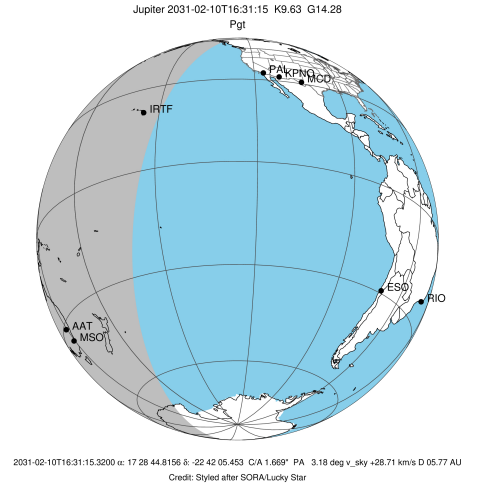 Jupiter 2031-02-10T16:31:15 K9.63 G14.28
Pgt
PAL
KPNO
MCD
IRTF
ESO
RIO
AAT
MSO
2031-02-10T16:31:15.3200 α: 17 28 44.8156 δ: -22 42 05.453 C/A 1.669" PA 3.18 deg v_sky +28.71 km/s D 05.77 AU
Credit: Styled after SORA/Lucky Star